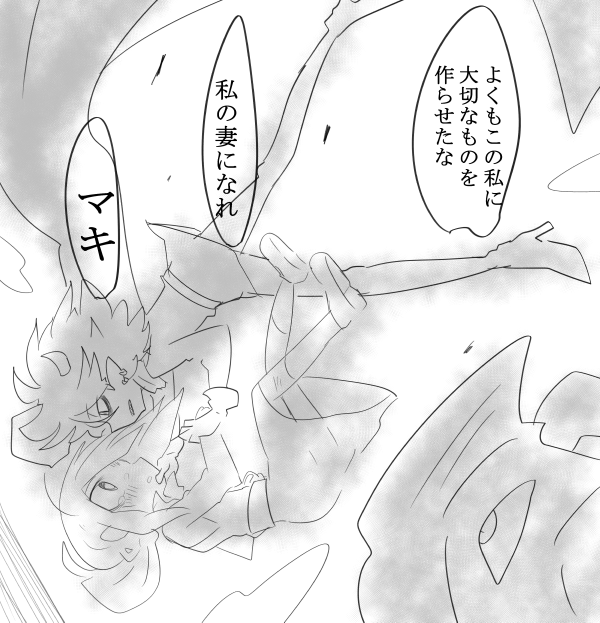 よくもこの私に
大切なものを
作らせたな
私の妻になれ
マキ